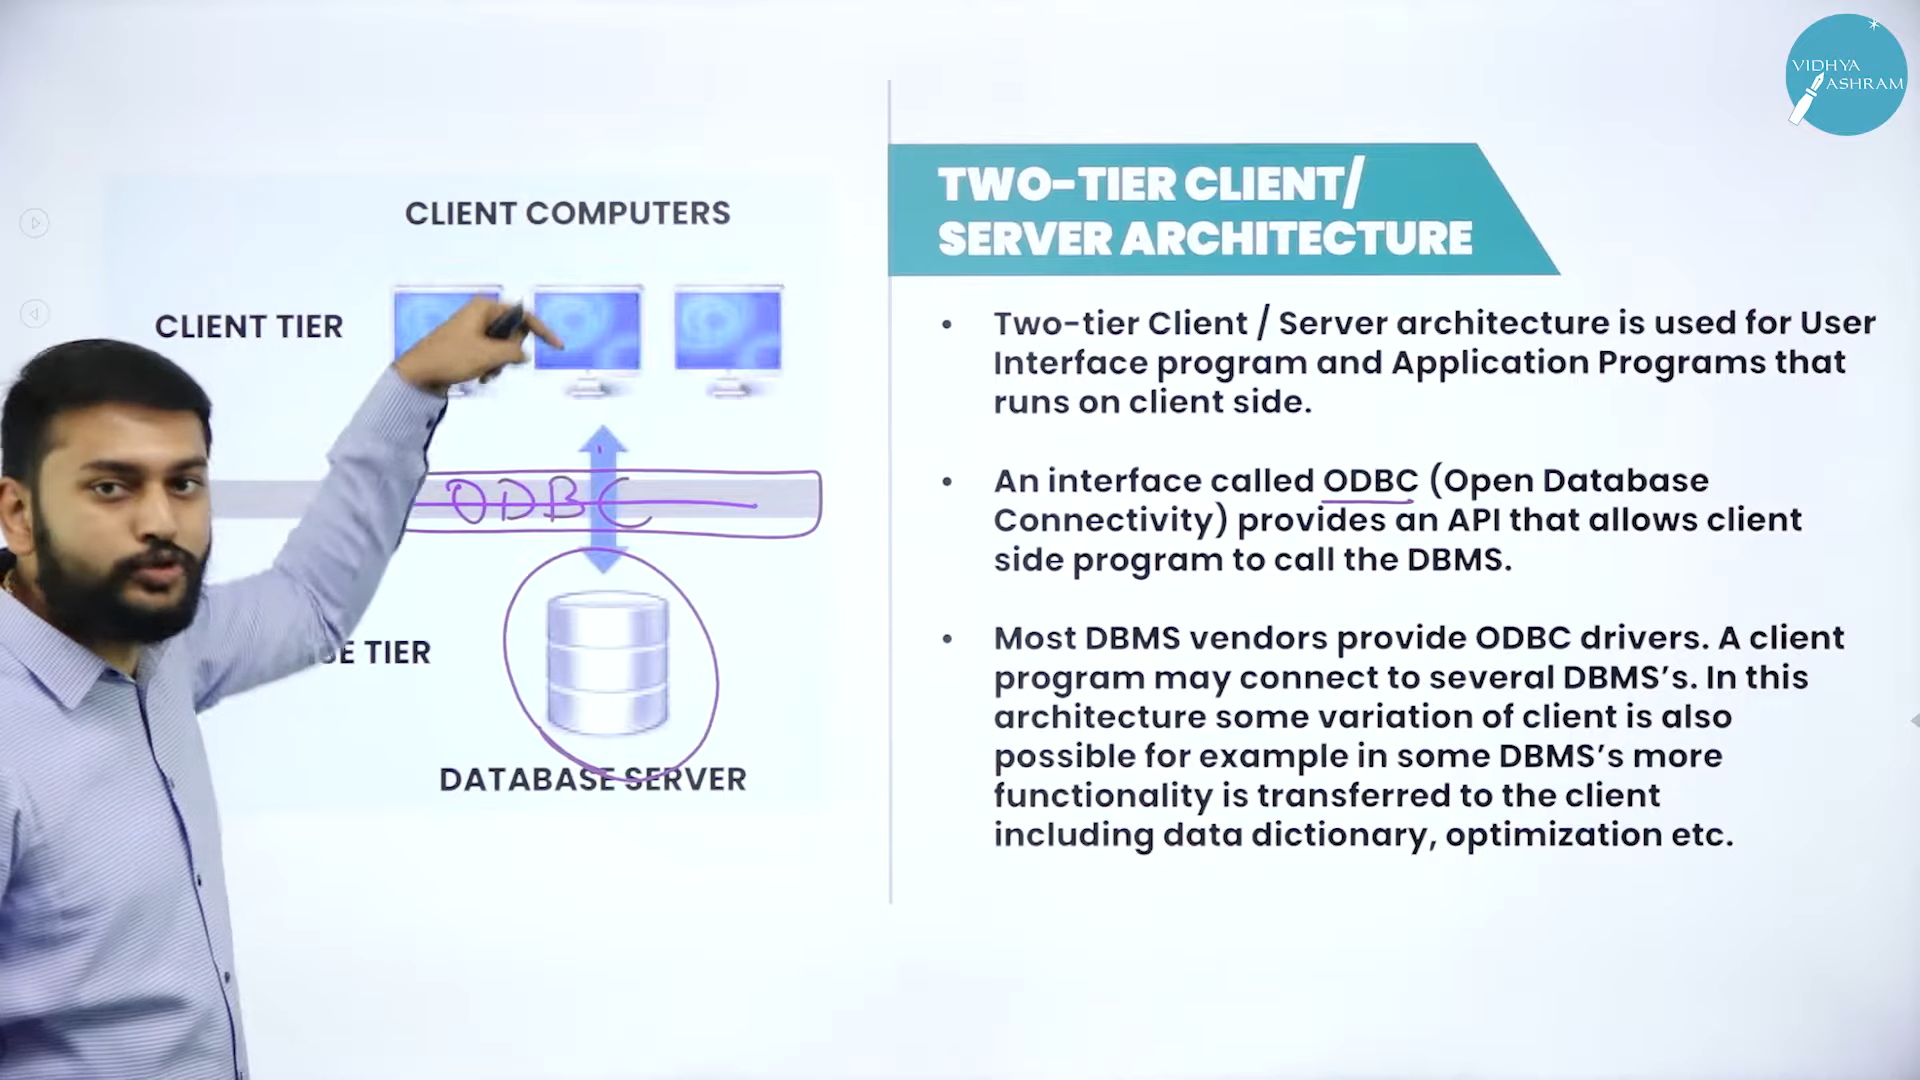 VIDHYA
ASHRAM
CLIENT COMPUTERS
CLIENT TIER
ODBC
TIER
DATABASE SERVER
TWO-TIER CLIENT/
SERVER ARCHITECTURE
• Two-tier Client / Server architecture is used for User
Interface program and Application Programs that
runs on client side.
• An interface called ODBC (Open Database
Connectivity) provides an API that allows client
side program to call the DBMS.
• Most DBMS vendors provide ODBC drivers. A client
program may connect to several DBMS's. In this
architecture some variation of client is also
possible for example in some DBMS's more
functionality is transferred to the client
including data dictionary, optimization etc.